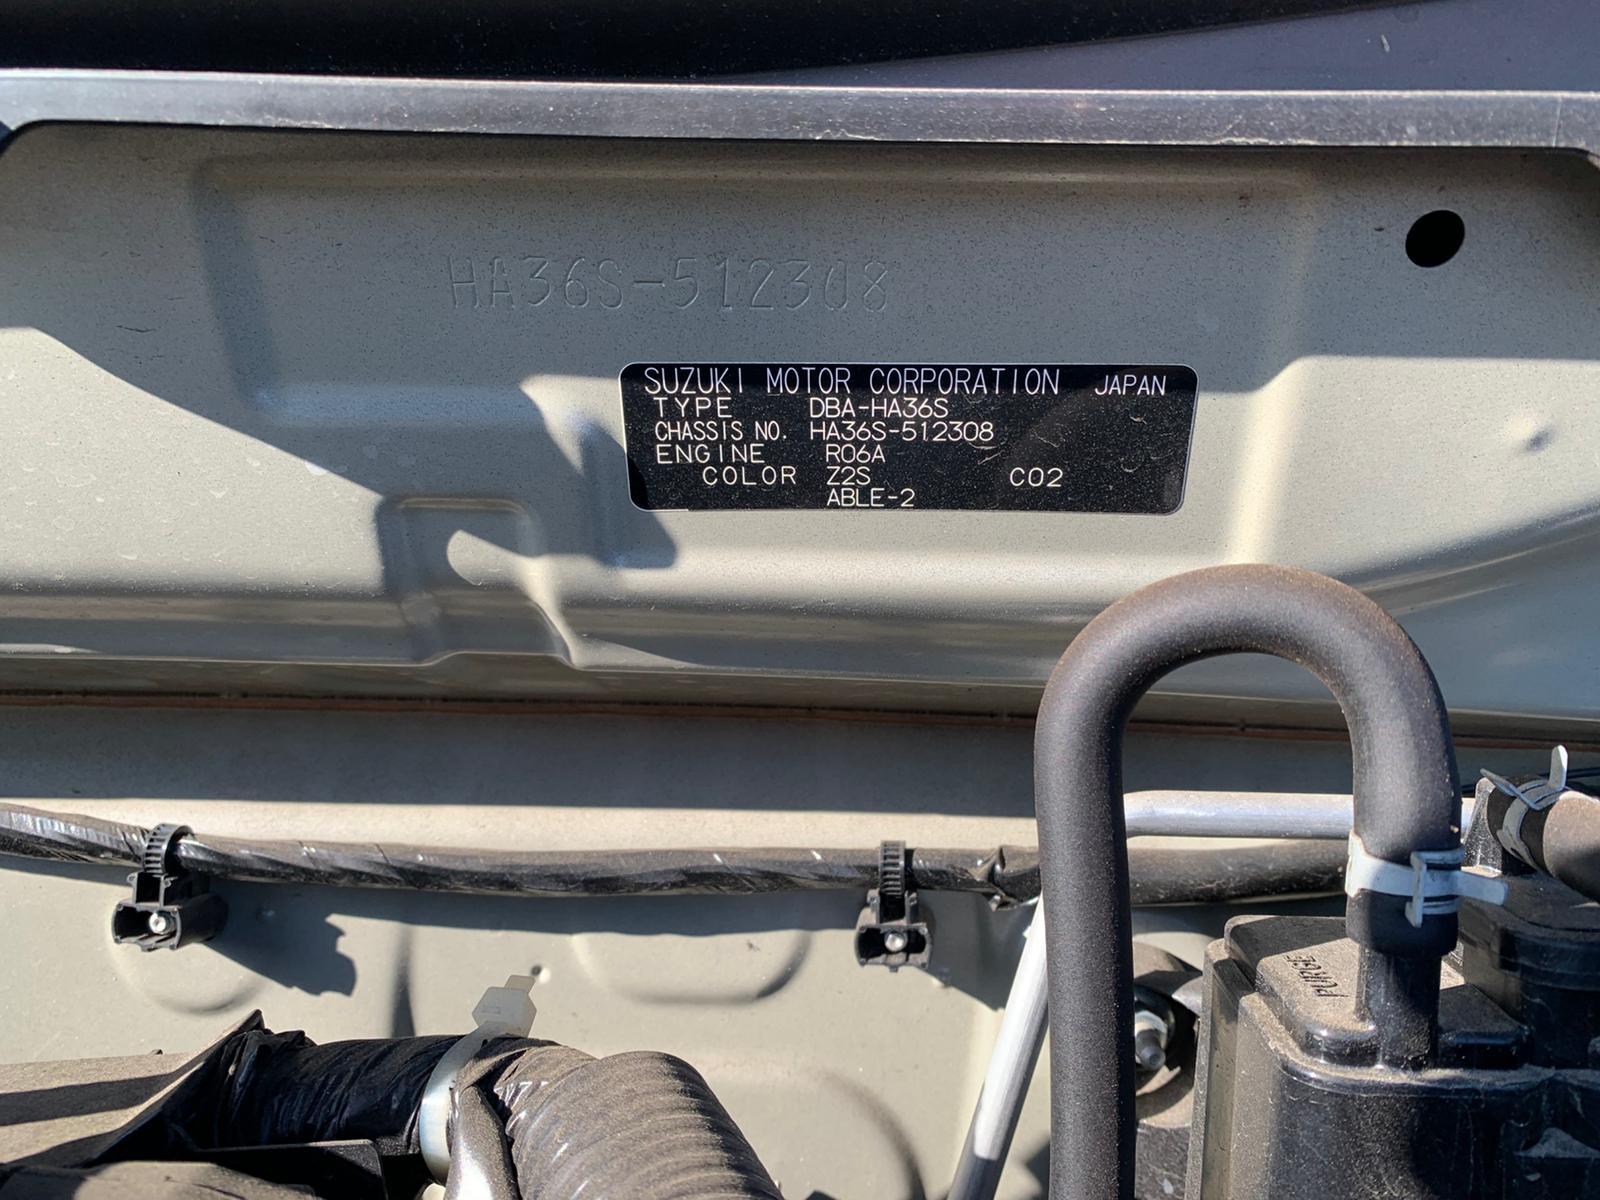 HA36S-512308
SUZUKI MOTOR CORPORATION JAPAN
TYPE DBA-HA36S
CHASSIS NO. HA36S-512308
ENGINE R06A
COLOR Z2S C02
ABLE-2
PURGE